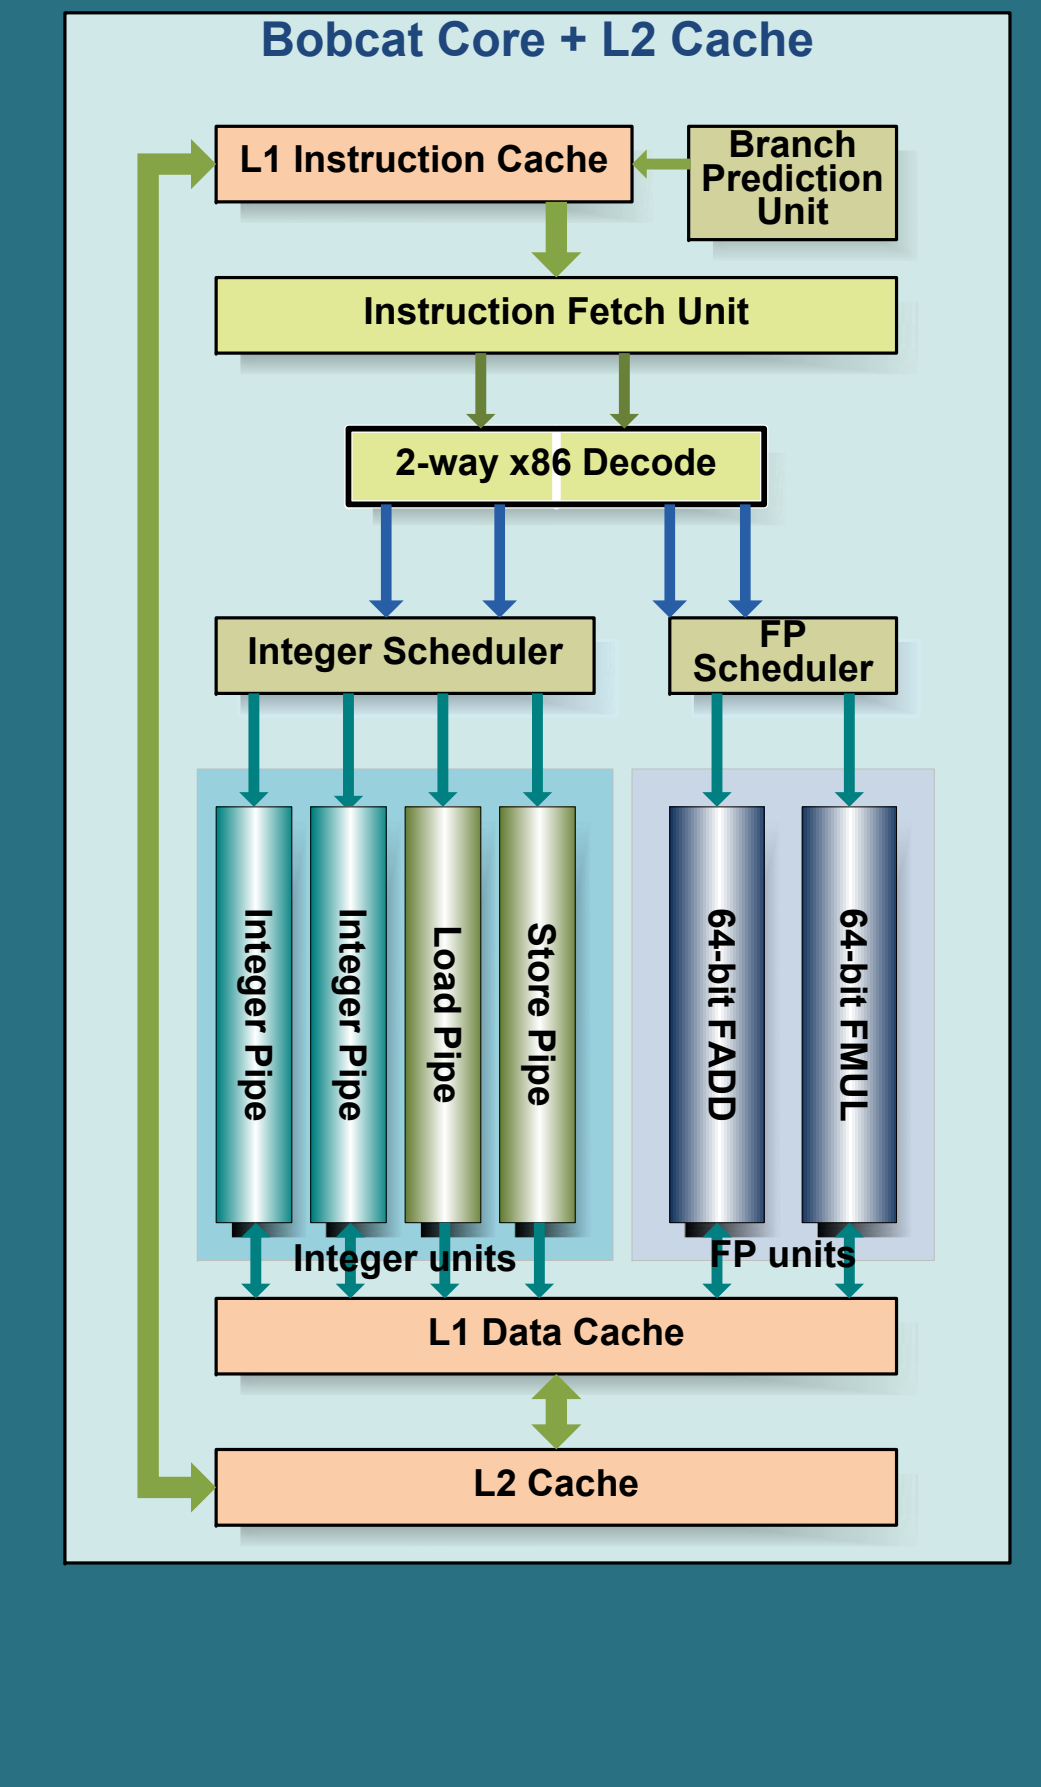 Bobcat Core + L2 Cache
L1 Instruction Cache
Branch
Prediction
Unit
Instruction Fetch Unit
2-way x86 Decode
Integer Scheduler
FP
Scheduler
Integer Pipe
Integer Pipe
Load Pipe
Store Pipe
64-bit FADD
64-bit FMUL
Integer units
FP units
L1 Data Cache
L2 Cache